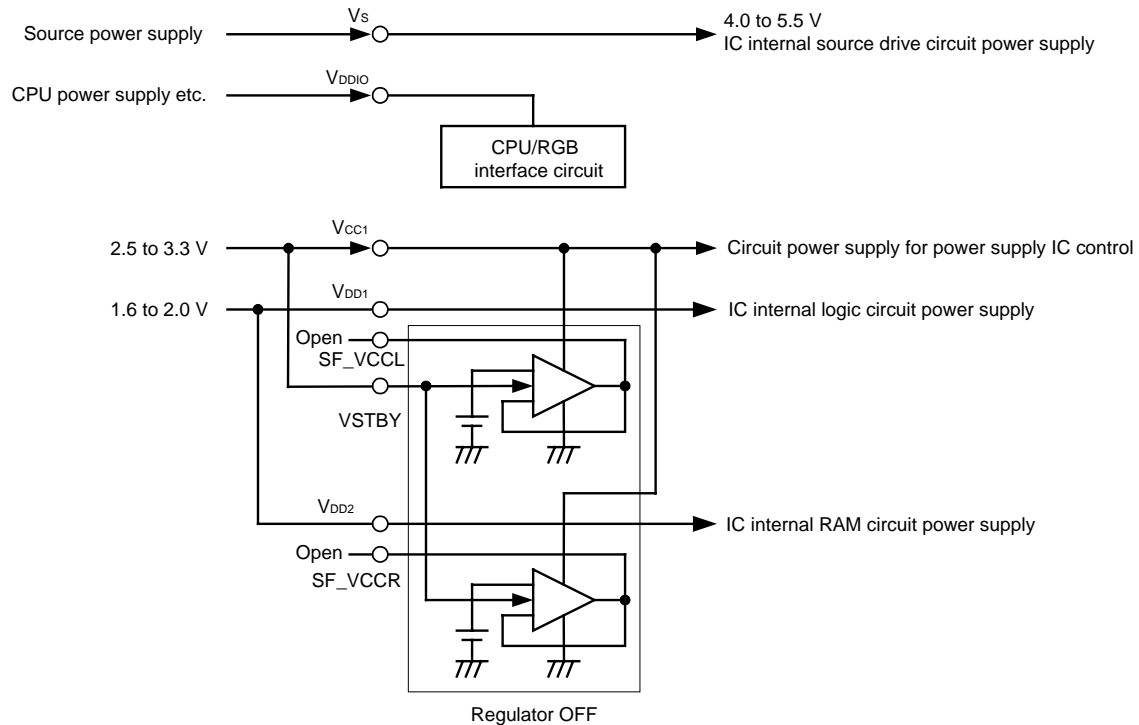 Source power supply
VS
4.0 to 5.5 V
IC internal source drive circuit power supply
CPU power supply etc.
VDDIO
CPU/RGB
interface circuit
2.5 to 3.3 V
VCC1
Circuit power supply for power supply IC control
1.6 to 2.0 V
VDD1
IC internal logic circuit power supply
Open
SF_VCCL
VSTBY
VDD2
IC internal RAM circuit power supply
Open
SF_VCCR
Regulator OFF